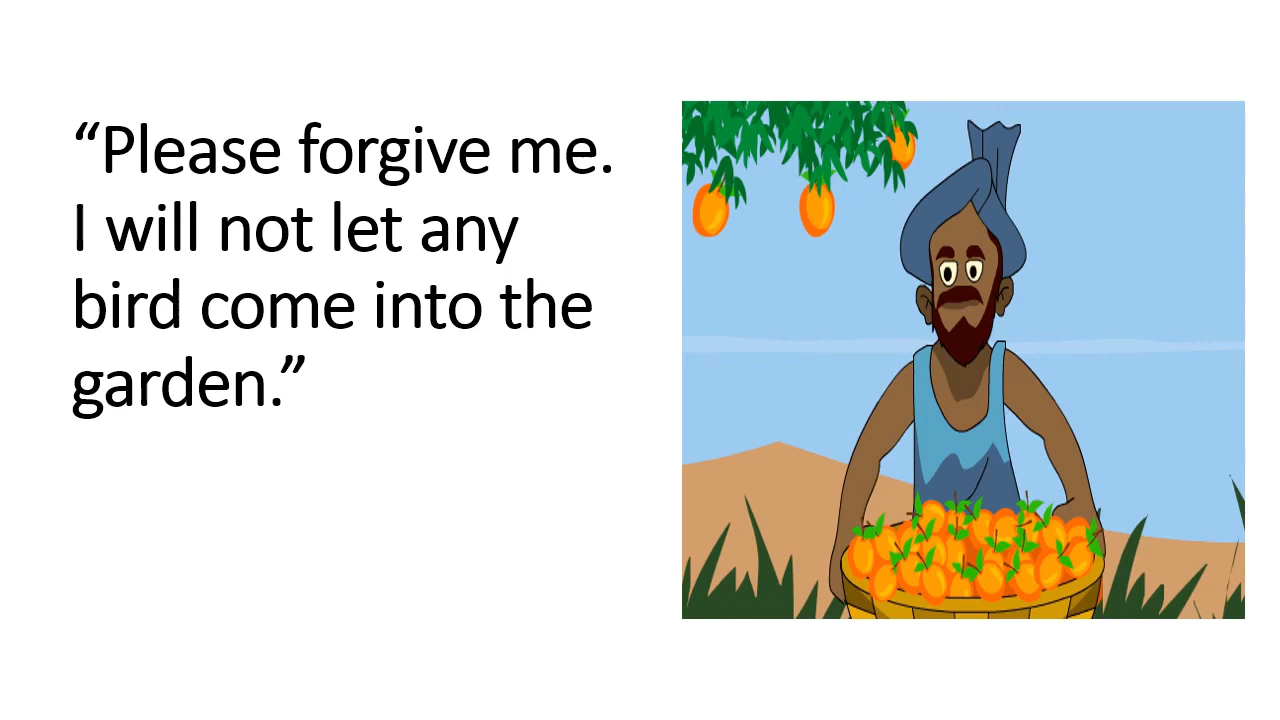 “Please forgive me.
I will not let any
bird come into the
garden.”